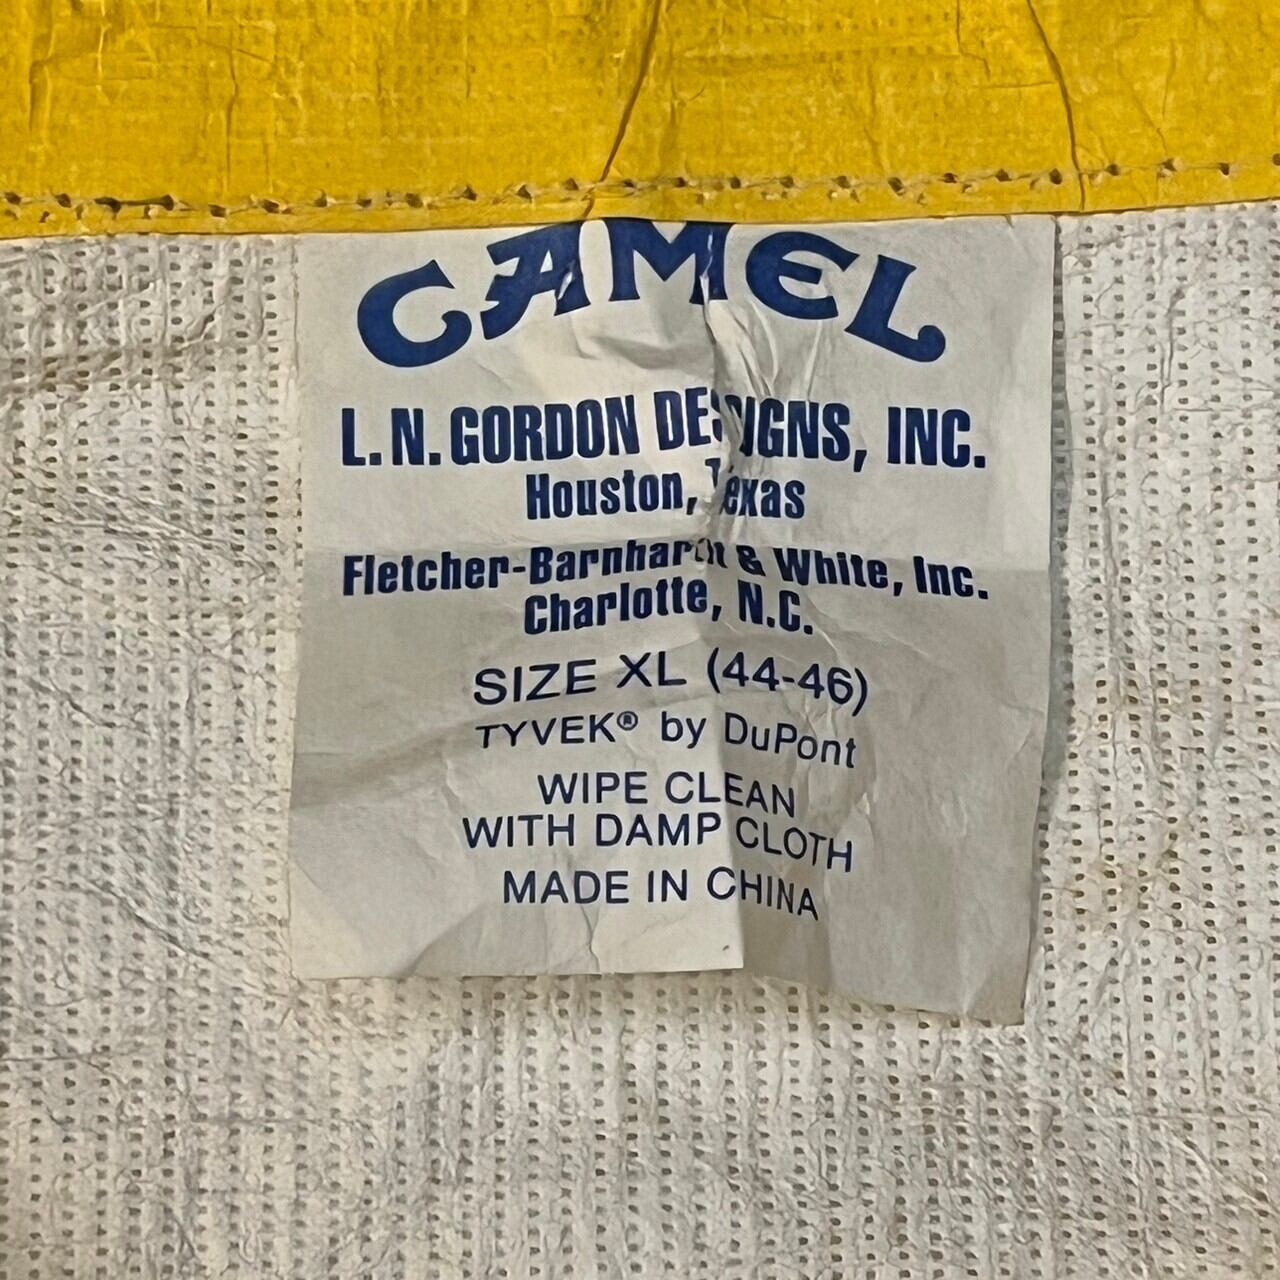 CAMEL
L.N. GORDON DESIGNS, INC.
Houston, Texas
Fletcher-Barnhardt & White, Inc.
Charlotte, N.C.
SIZE XL (44-46)
TYVEK® by DuPont
WIPE CLEAN
WITH DAMP CLOTH
MADE IN CHINA